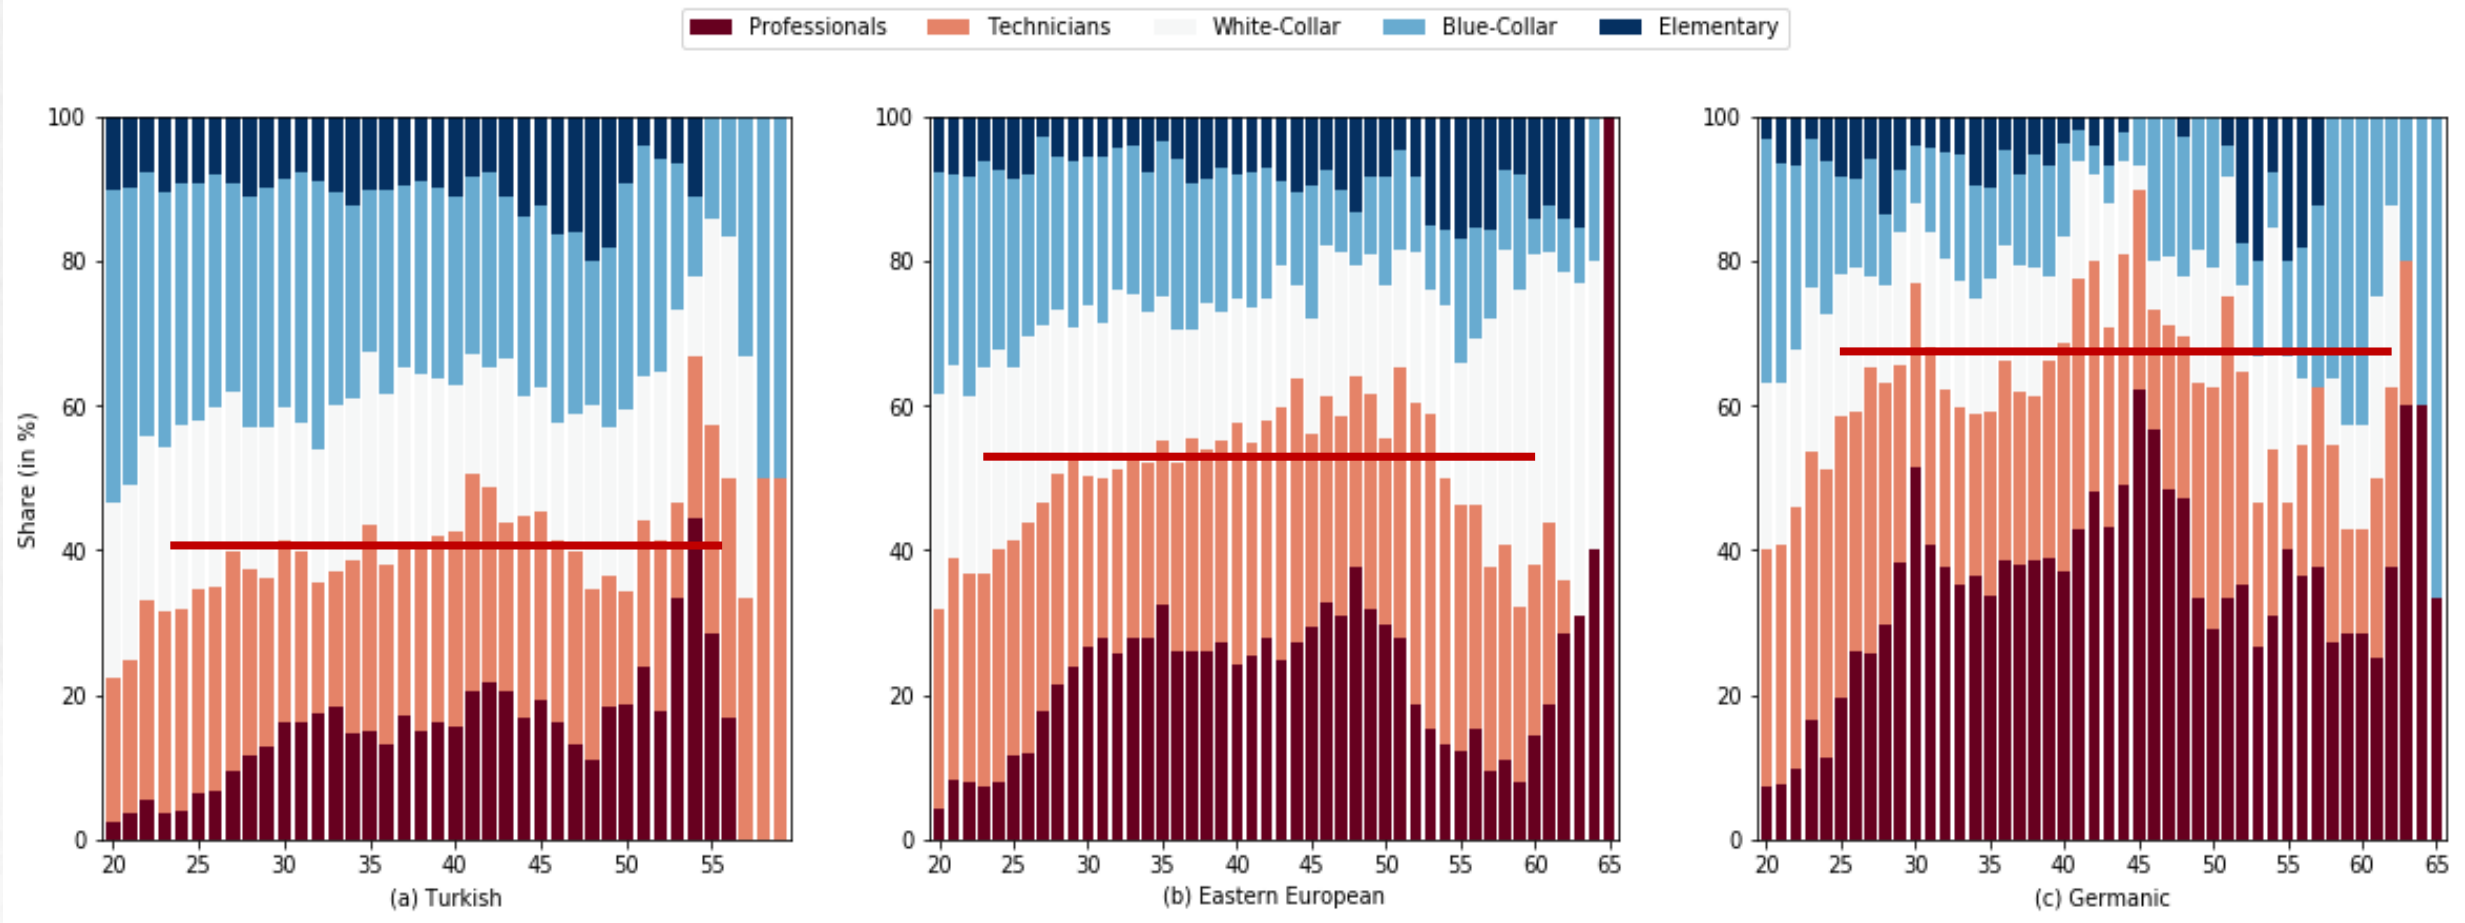 Professionals Technicians White-Collar Blue-Collar Elementary
Share (in %)
100
80
60
40
20
0
20 25 30 35 40 45 50 55
(a) Turkish
100
80
60
40
20
0
20 25 30 35 40 45 50 55 60 65
(b) Eastern European
100
80
60
40
20
0
20 25 30 35 40 45 50 55 60 65
(c) Germanic